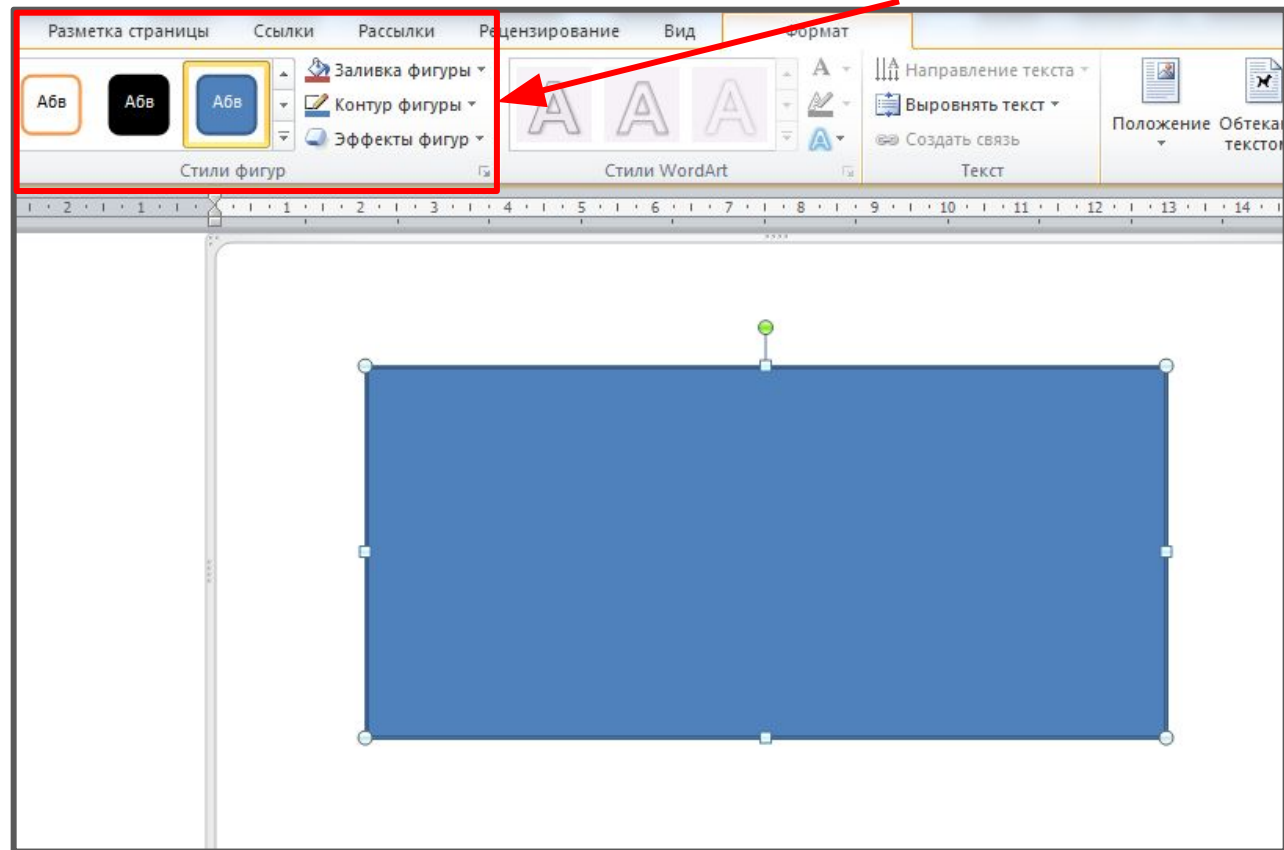 Разметка страницы Ссылки Рассылки Рецензирование Вид Формат
Абв Абв Абв
Заливка фигуры
Контур фигуры
Эффекты фигур
Стили фигур
A A A
A
A
Стили WordArt
Направление текста
Выровнять текст
Создать связь
Текст
Положение
2 1 1 2 3 4 5 6 7 8 9 10 11 12 13 14